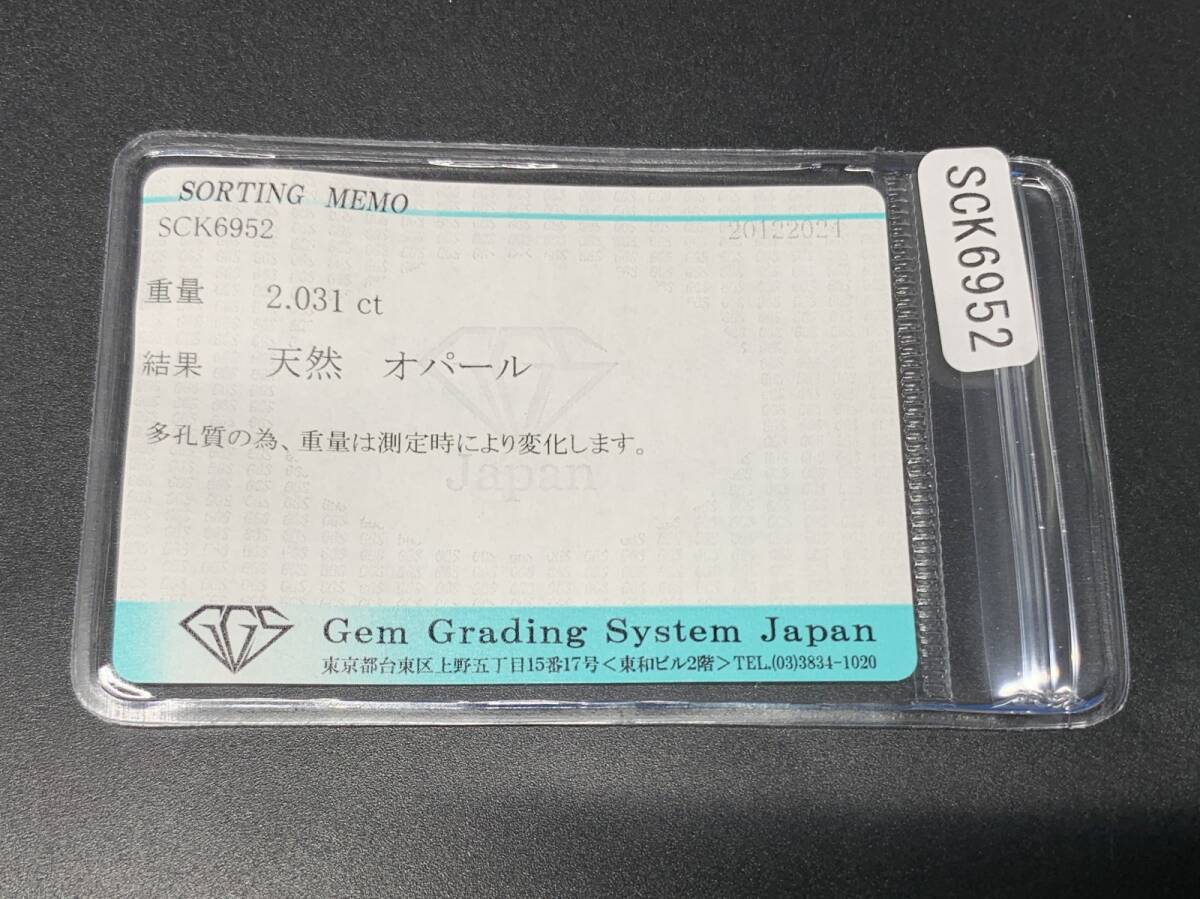 SORTING MEMO
SCK6952 20122024
重量 2.031 ct
結果 天然 オパール
多孔質の為、重量は測定時により変化します。
Japan
GGS Gem Grading System Japan
東京都台東区上野五丁目15番17号＜東和ビル2階＞TEL.(03)3834-1020
SCK6952